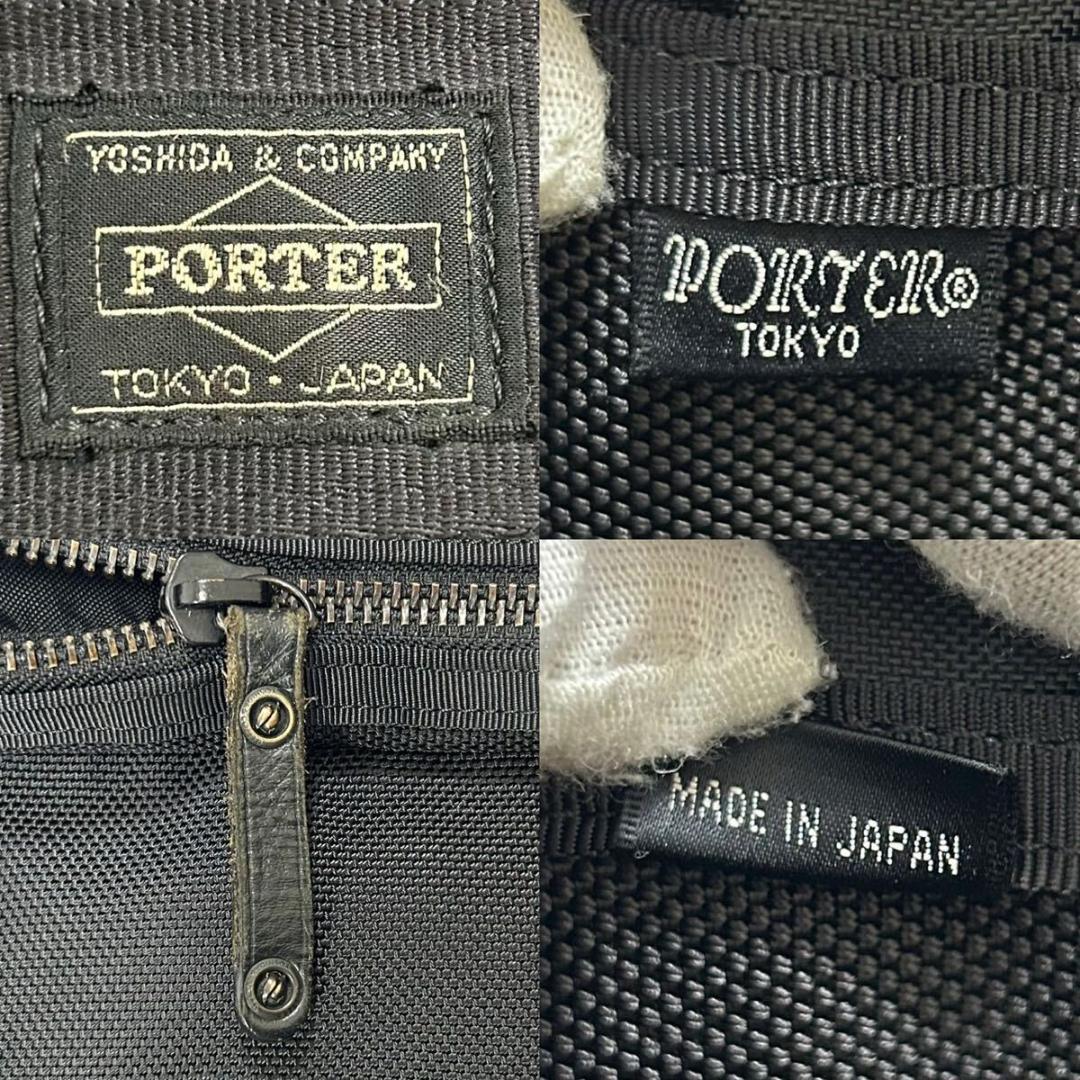 YOSHIDA & COMPANY
PORTER
TOKYO · JAPAN
PORTER®
TOKYO
MADE IN JAPAN